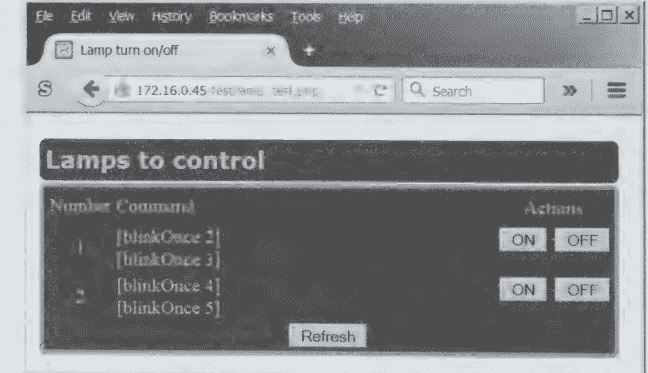 File Edit View History Bookmarks Tools Help
Lamp turn on/off
172.16.0.45 Search
Lamps to control
Number Command Actions
1 [blinkOnce 2] ON OFF
[blinkOnce 3]
2 [blinkOnce 4] ON OFF
[blinkOnce 5]
Refresh